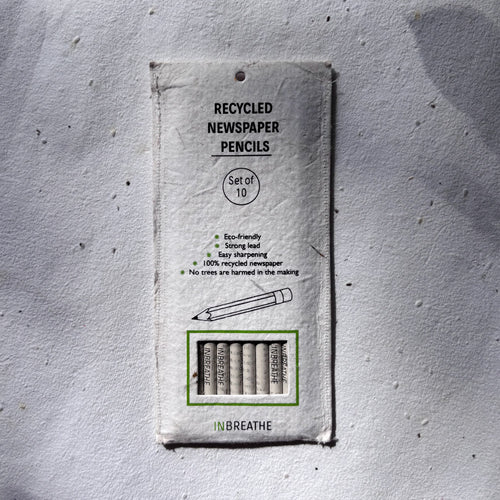 RECYCLED
NEWSPAPER
PENCILS
Set of
10
Eco-friendly
Strong lead
Easy sharpening
100% recycled newspaper
No trees are harmed in the making
INBREATHE
INBREATHE
INBREATHE
INBREATHE